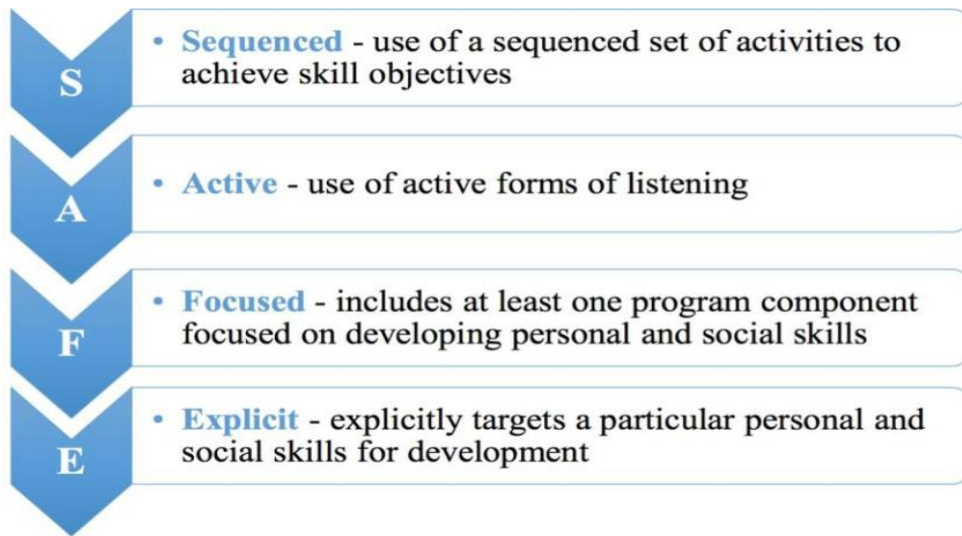 S
• Sequenced - use of a sequenced set of activities to
achieve skill objectives
A
• Active - use of active forms of listening
F
• Focused - includes at least one program component
focused on developing personal and social skills
E
• Explicit - explicitly targets a particular personal and
social skills for development